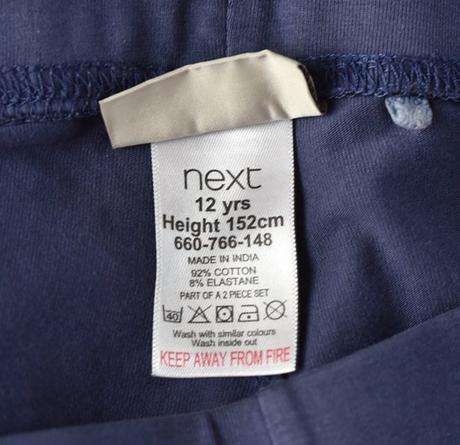 next
12 yrs
Height 152cm
660-766-148
MADE IN INDIA
92% COTTON
8% ELASTANE
PART OF A 2 PIECE SET
40
Wash with similar colours
Wash inside out
KEEP AWAY FROM FIRE